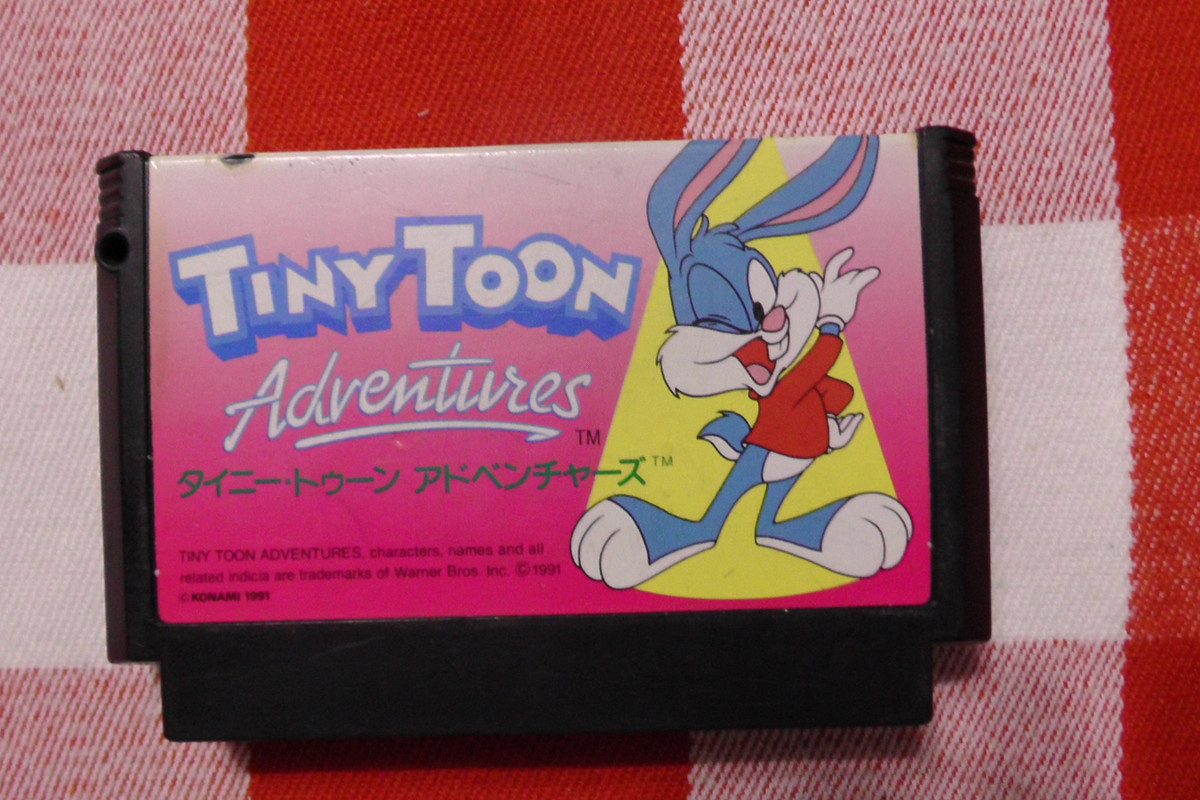 TINY TOON
Adventures TM
タイニー・トゥーン アドベンチャーズ TM
TINY TOON ADVENTURES, characters, names and all
related indicia are trademarks of Warner Bros. Inc. © 1991
© KONAMI 1991